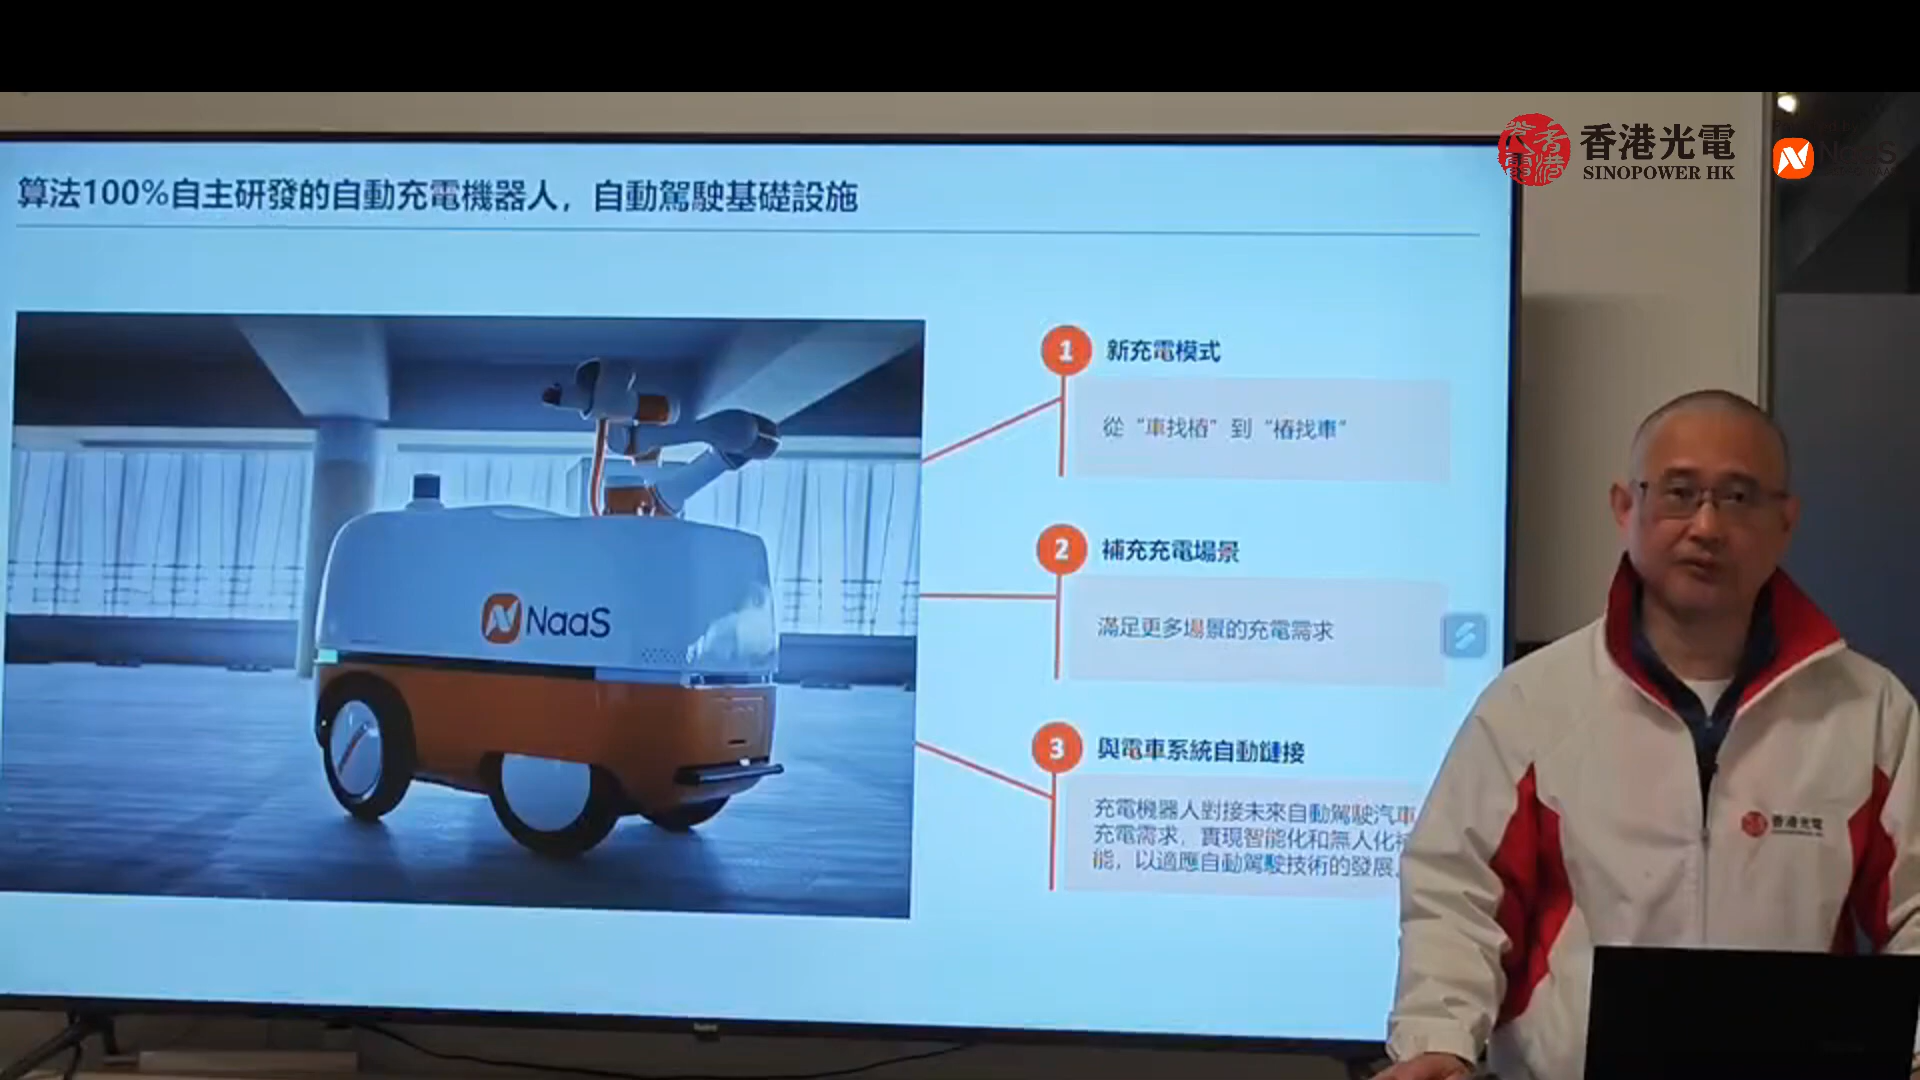 香港光電
SINOPOWER HK
NaaS
算法100%自主研發的自動充電機器人，自動駕駛基礎設施
NaaS
1 新充電模式
從“車找樁”到“樁找車”
2 補充充電場景
滿足更多場景的充電需求
3 與電車系統自動鏈接
充電機器人對接未來自動駕駛汽車
充電需求，實現智能化和無人化補
能，以適應自動駕駛技術的發展。
香港光電